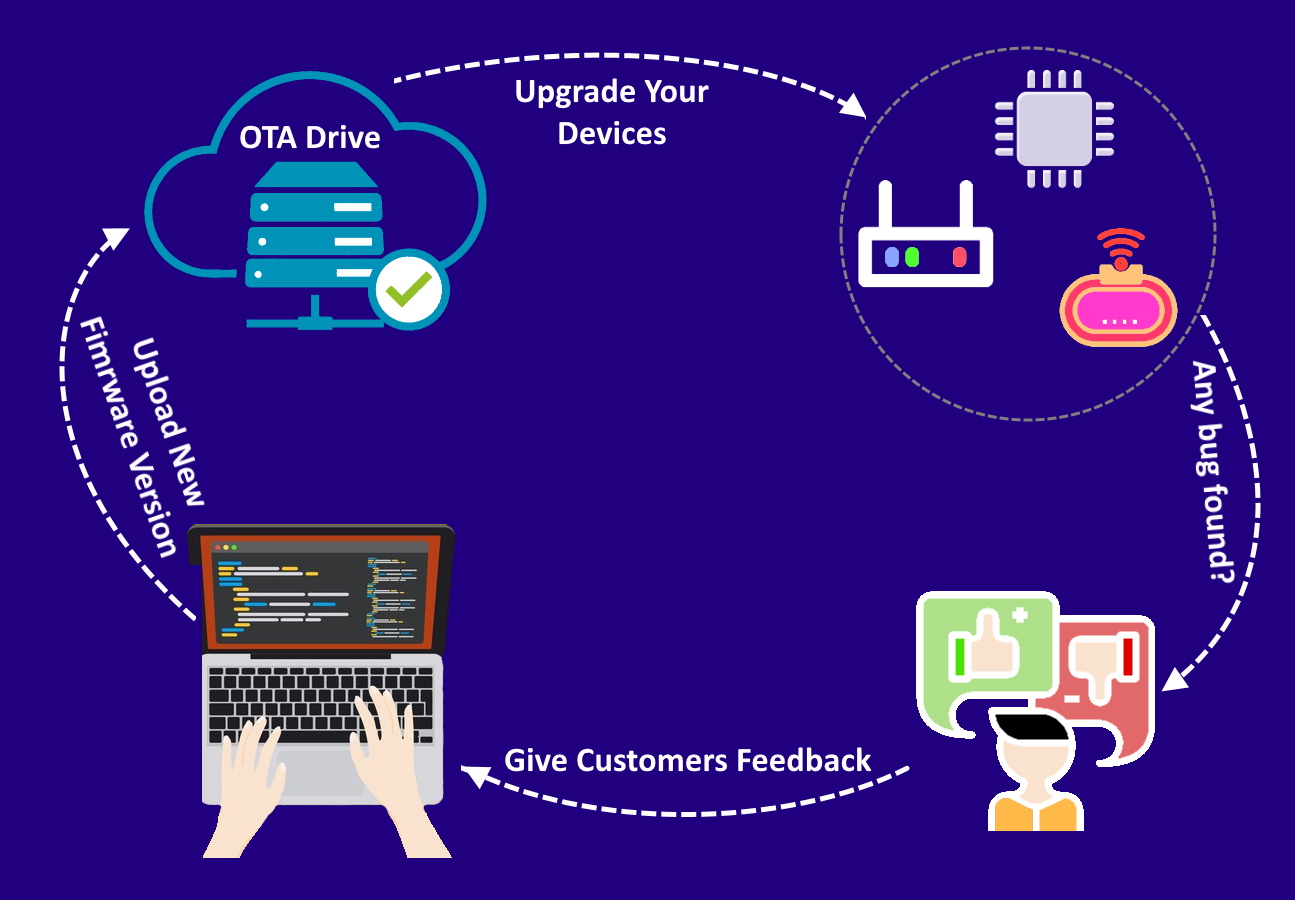 OTA Drive
Upgrade Your
Devices
Any bug found?
Give Customers Feedback
Upload New
Fimrware Version